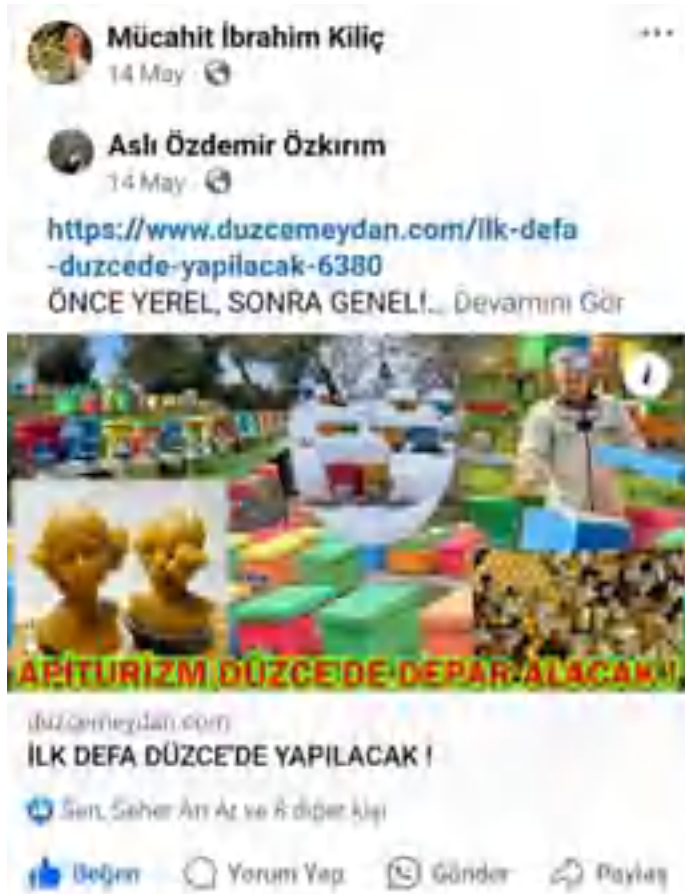 Mücahit İbrahim Kiliç
14 May
Aslı Özdemir Özkırım
14 May
https://www.duzcemeydan.com/ilk-defa
-duzcede-yapilacak-6380
ÖNCE YEREL, SONRA GENEL!... Devamını Gör
APİTURİZM DÜZCE'DE DEPAR ALACAK !
duzcemeydan.com
İLK DEFA DÜZCE'DE YAPILACAK !
Sen, Seher Arı Az ve 6 diğer kişi
Beğen Yorum Yap Gönder Paylaş